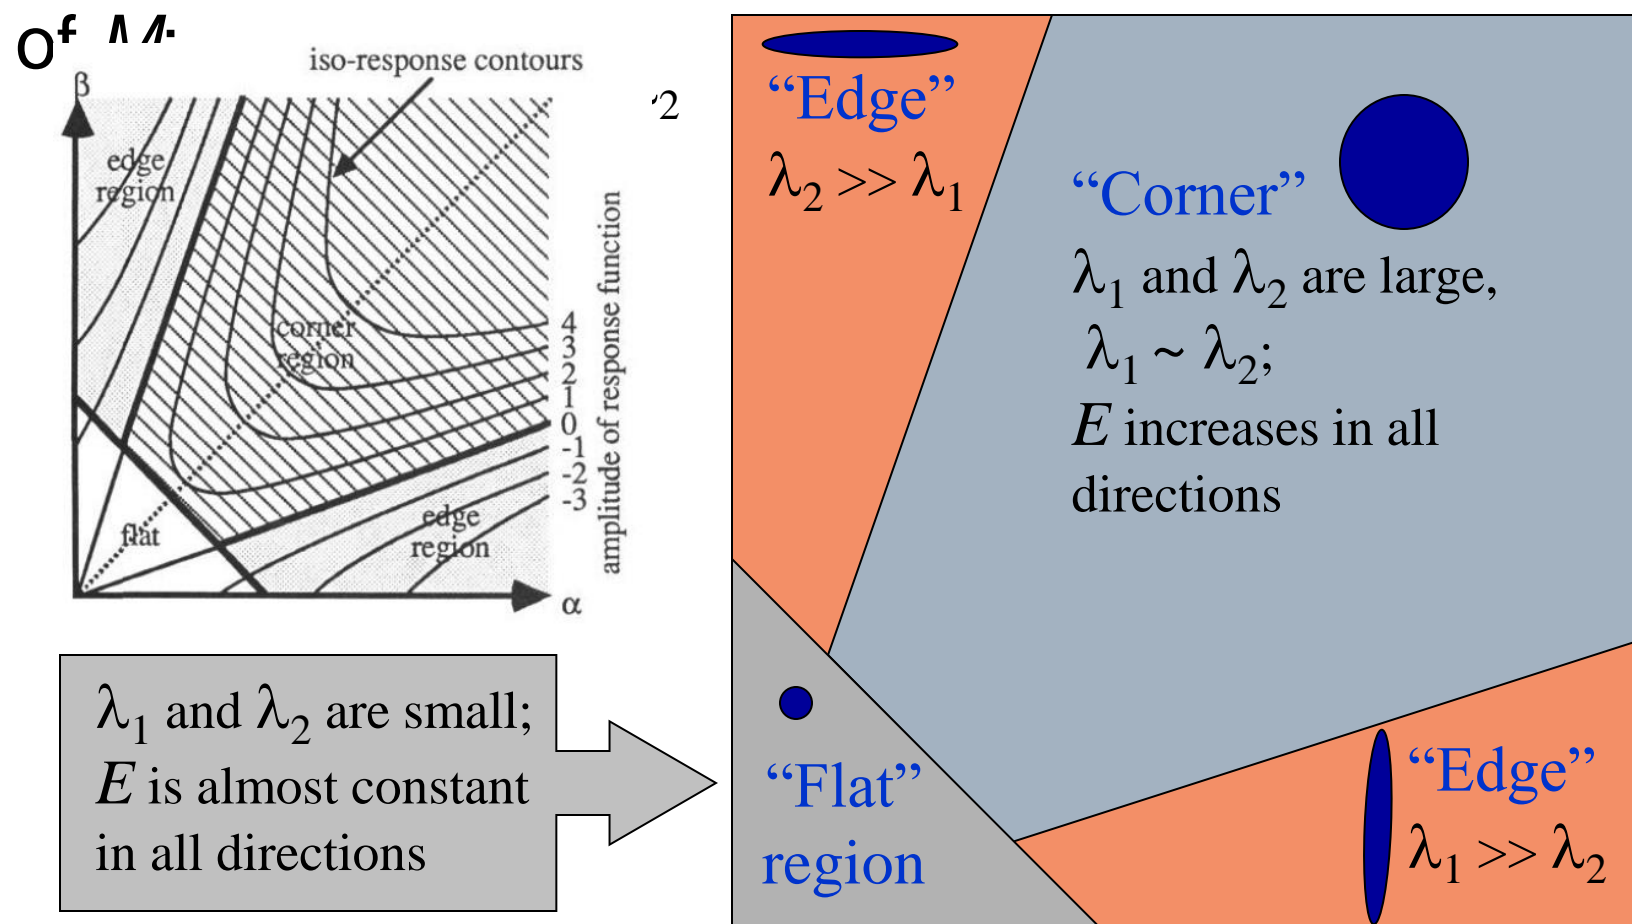 of M:
iso-response contours
β
edge
region
corner
region
4
3
2
1
0
-1
-2
-3
amplitude of response function
flat
edge
region
α
2
“Edge”
λ2 >> λ1
“Corner”
λ1 and λ2 are large,
λ1 ~ λ2;
E increases in all
directions
λ1 and λ2 are small;
E is almost constant
in all directions
“Flat”
region
“Edge”
λ1 >> λ2